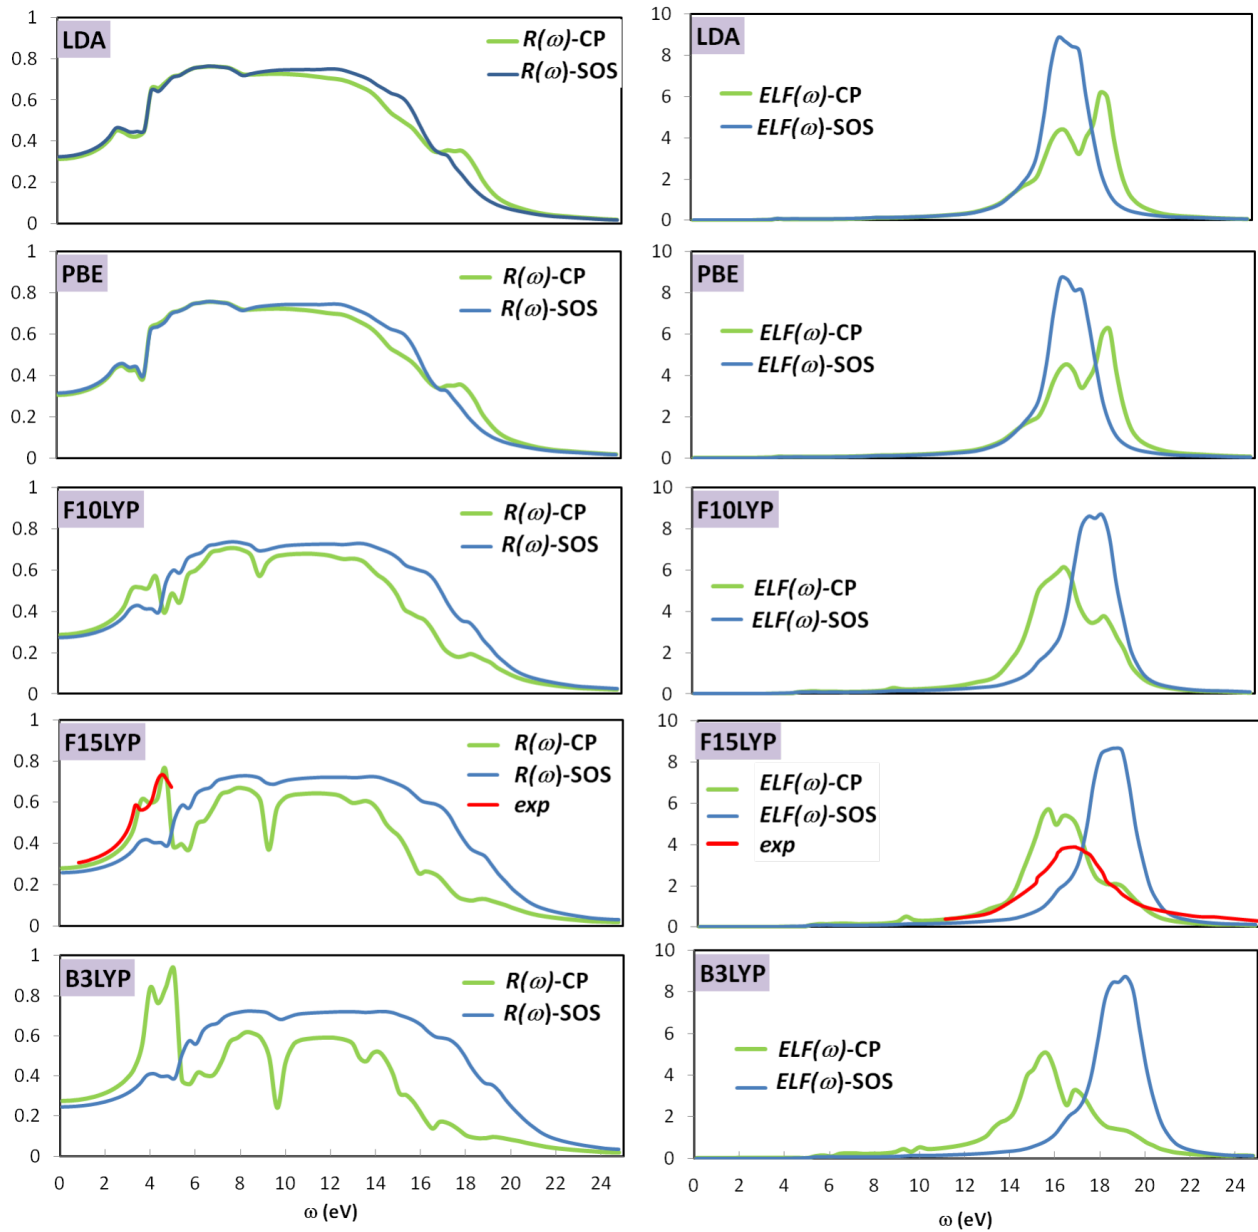 LDA
R(ω)-CP
R(ω)-SOS
1
0.8
0.6
0.4
0.2
0
LDA
ELF(ω)-CP
ELF(ω)-SOS
10
8
6
4
2
0
PBE
R(ω)-CP
R(ω)-SOS
1
0.8
0.6
0.4
0.2
0
PBE
ELF(ω)-CP
ELF(ω)-SOS
10
8
6
4
2
0
F10LYP
R(ω)-CP
R(ω)-SOS
1
0.8
0.6
0.4
0.2
0
F10LYP
ELF(ω)-CP
ELF(ω)-SOS
10
8
6
4
2
0
F15LYP
R(ω)-CP
R(ω)-SOS
exp
1
0.8
0.6
0.4
0.2
0
F15LYP
ELF(ω)-CP
ELF(ω)-SOS
exp
10
8
6
4
2
0
B3LYP
R(ω)-CP
R(ω)-SOS
1
0.8
0.6
0.4
0.2
0
0 2 4 6 8 10 12 14 16 18 20 22 24
ω (eV)
B3LYP
ELF(ω)-CP
ELF(ω)-SOS
10
8
6
4
2
0
0 2 4 6 8 10 12 14 16 18 20 22 24
ω (eV)